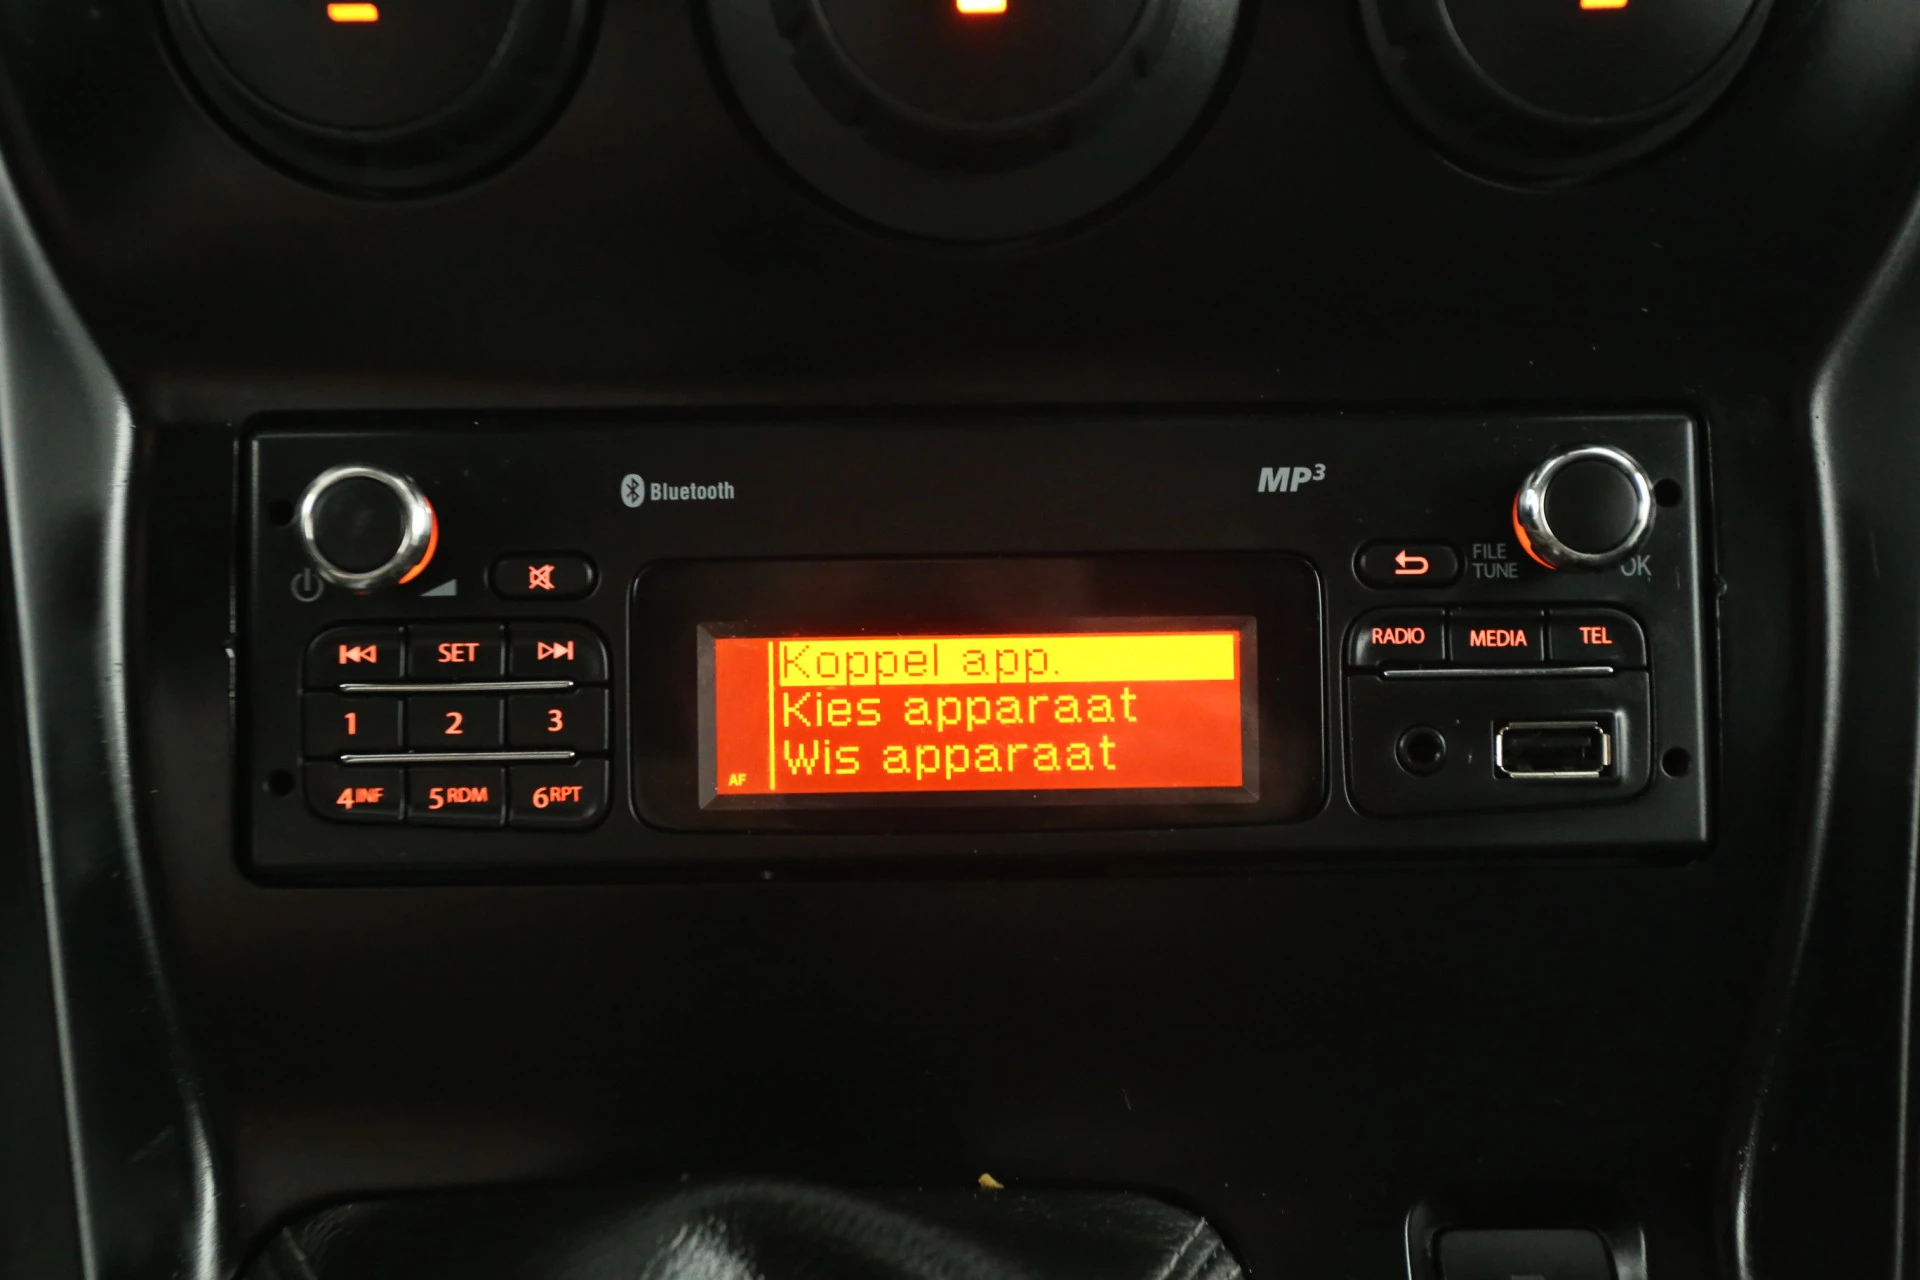 Bluetooth
MP3
FILE
TUNE
OK
SET
RADIO
MEDIA
TEL
Koppel app.
Kies apparaat
Wis apparaat
AF
1
2
3
4INF
5RDM
6RPT